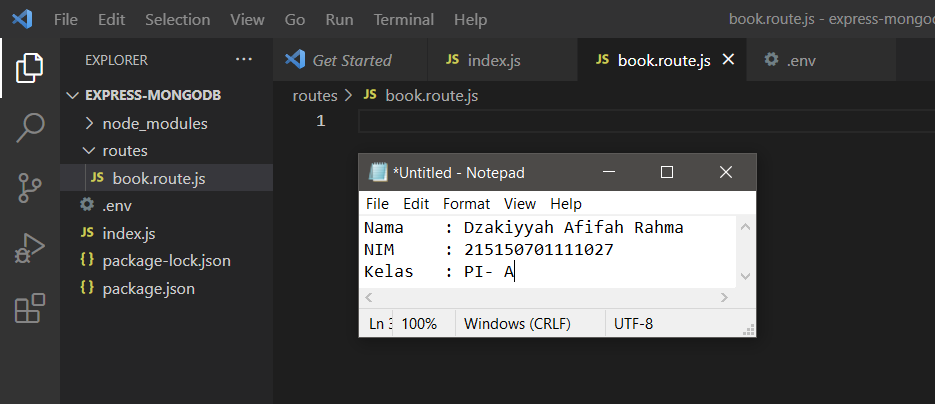 File Edit Selection View Go Run Terminal Help book.route.js - express-mongod
EXPLORER ···
EXPRESS-MONGODB
node_modules
routes
JS book.route.js
.env
JS index.js
{} package-lock.json
{} package.json
Get Started JS index.js JS book.route.js .env
routes > JS book.route.js
1
*Untitled - Notepad
File Edit Format View Help
Nama : Dzakiyyah Afifah Rahma
NIM : 215150701111027
Kelas : PI- A
Ln 100% Windows (CRLF) UTF-8